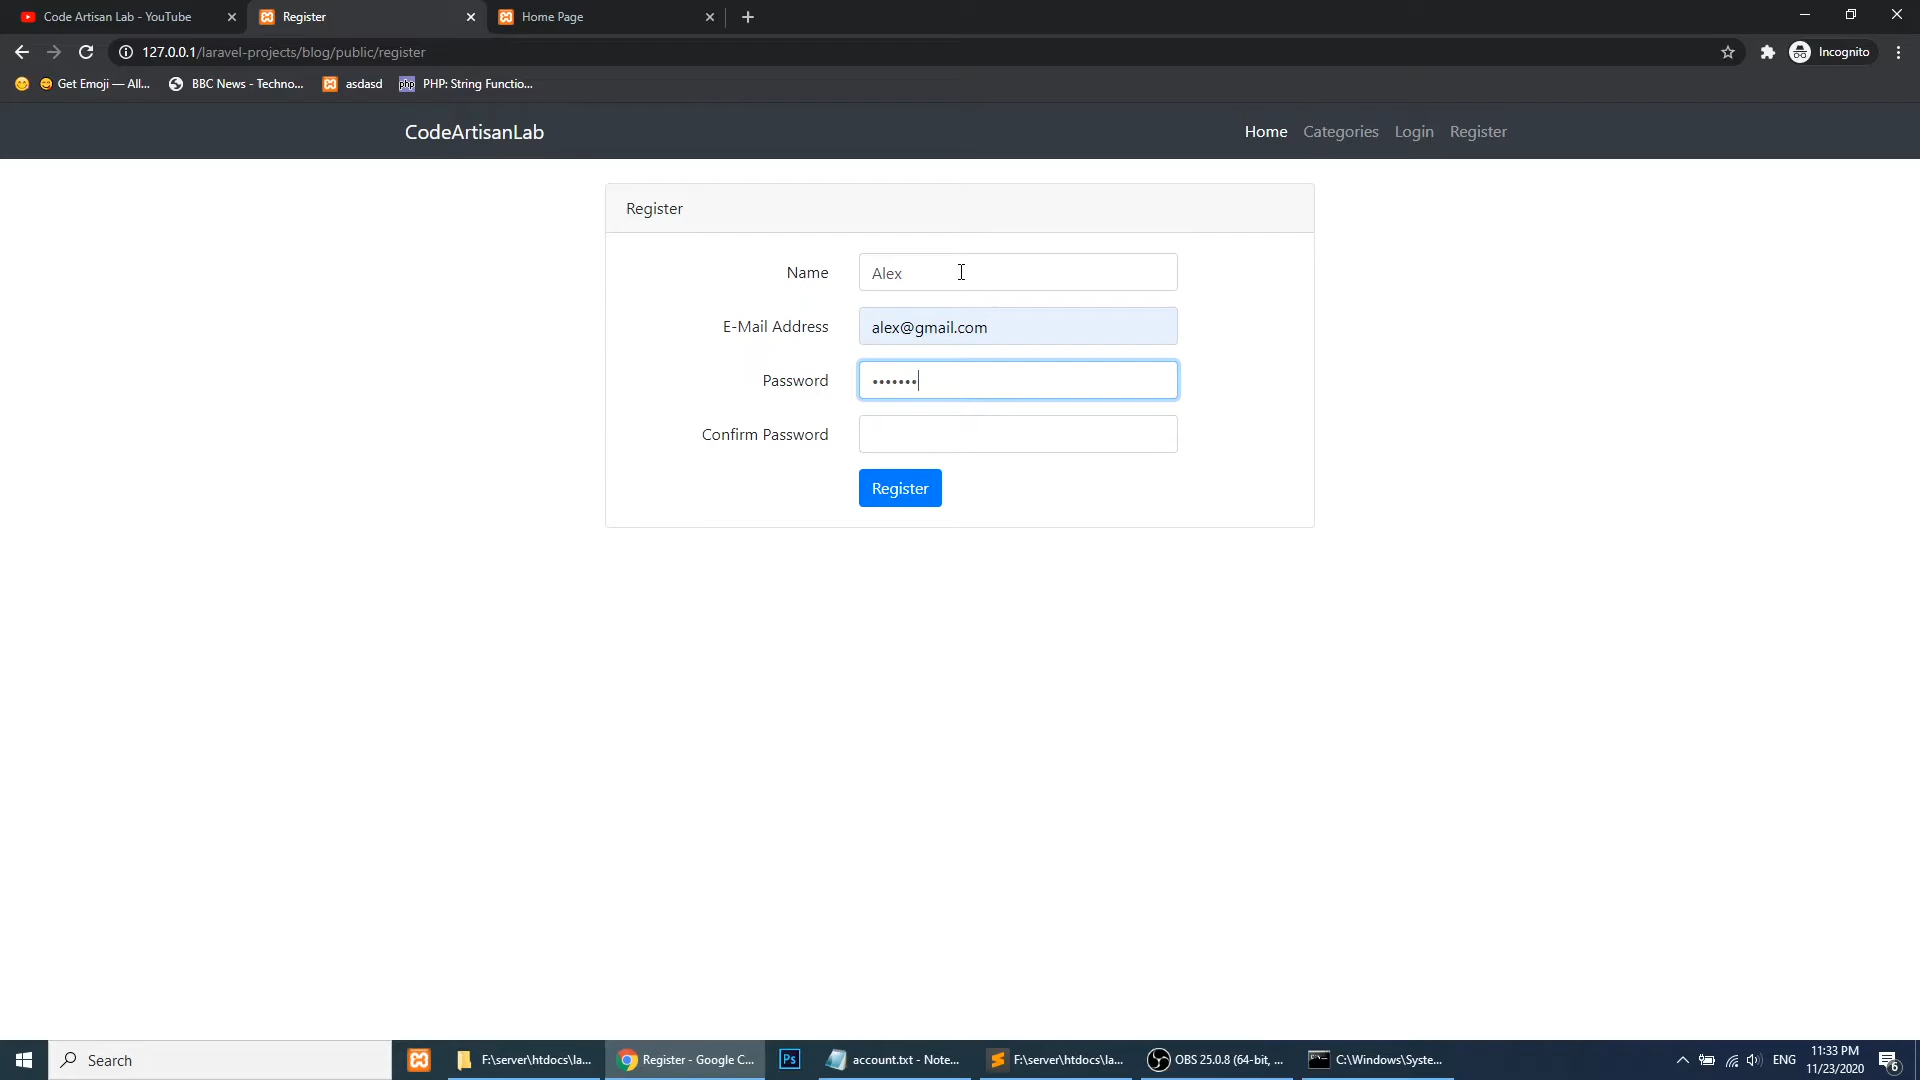 Code Artisan Lab - YouTube
Register
Home Page
127.0.0.1/laravel-projects/blog/public/register
Incognito
Get Emoji — All...
BBC News - Techno...
asdasd
php
PHP: String Functio...
CodeArtisanLab
Home
Categories
Login
Register
Register
Name
Alex
E-Mail Address
alex@gmail.com
Password
•••••••
Confirm Password
Register
Search
F:\server\htdocs\la...
Register - Google C...
Ps
account.txt - Note...
F:\server\htdocs\la...
OBS 25.0.8 (64-bit, ...
C:\Windows\Syste...
ENG
11:33 PM
11/23/2020
6